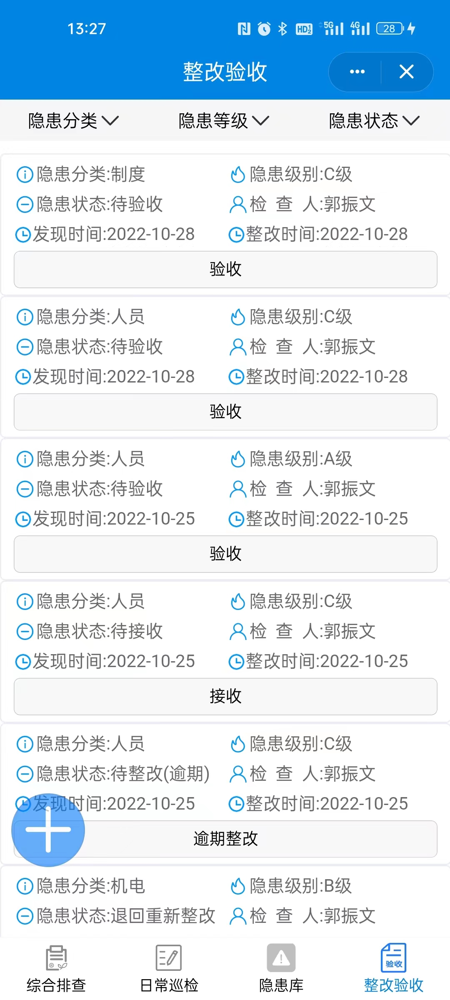 13:27 HD 5G 4G 28
整改验收
隐患分类 隐患等级 隐患状态
隐患分类:制度 隐患级别:C级
隐患状态:待验收 检 查 人:郭振文
发现时间:2022-10-28 整改时间:2022-10-28
验收
隐患分类:人员 隐患级别:C级
隐患状态:待验收 检 查 人:郭振文
发现时间:2022-10-28 整改时间:2022-10-28
验收
隐患分类:人员 隐患级别:A级
隐患状态:待验收 检 查 人:郭振文
发现时间:2022-10-25 整改时间:2022-10-25
验收
隐患分类:人员 隐患级别:C级
隐患状态:待接收 检 查 人:郭振文
发现时间:2022-10-25 整改时间:2022-10-25
接收
隐患分类:人员 隐患级别:C级
隐患状态:待整改(逾期) 检 查 人:郭振文
发现时间:2022-10-25 整改时间:2022-10-25
逾期整改
隐患分类:机电 隐患级别:B级
隐患状态:退回重新整改 检 查 人:郭振文
验收
综合排查 日常巡检 隐患库 整改验收